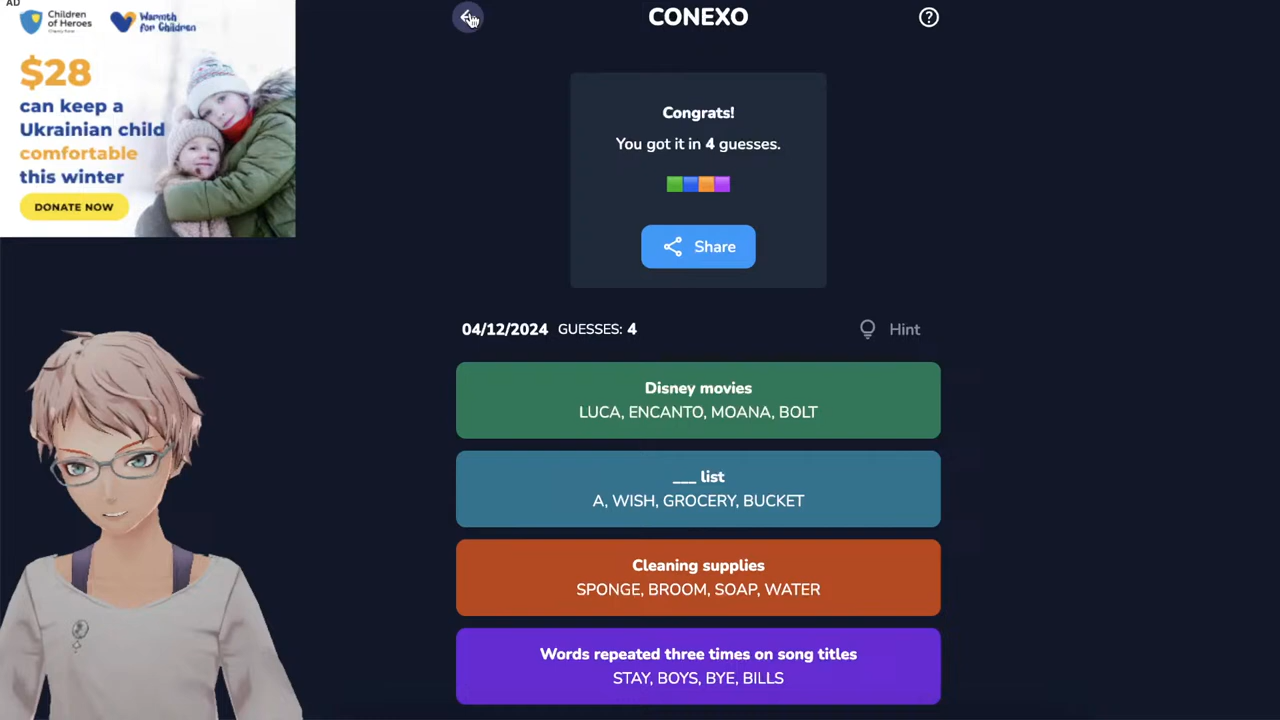 AD
Children
of Heroes
Charity Fund
Warmth
for Children
$28
can keep a
Ukrainian child
comfortable
this winter
DONATE NOW
CONEXO
?
Congrats!
You got it in 4 guesses.
Share
04/12/2024 GUESSES: 4
Hint
Disney movies
LUCA, ENCANTO, MOANA, BOLT
___ list
A, WISH, GROCERY, BUCKET
Cleaning supplies
SPONGE, BROOM, SOAP, WATER
Words repeated three times on song titles
STAY, BOYS, BYE, BILLS